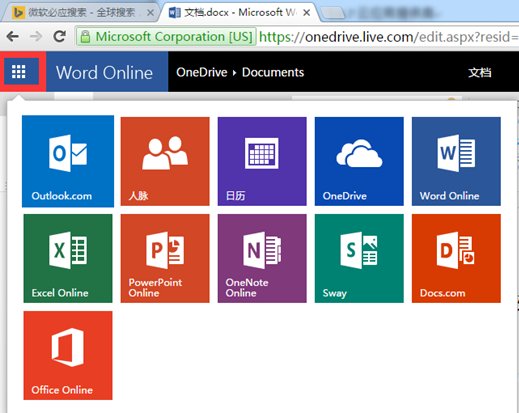 微软必应搜索 - 全球搜索
文档.docx - Microsoft W
Microsoft Corporation [US]
https://onedrive.live.com/edit.aspx?resid=
Word Online
OneDrive
Documents
文档
Outlook.com
人脉
日历
OneDrive
Word Online
Excel Online
PowerPoint
Online
OneNote
Online
Sway
Docs.com
Office Online